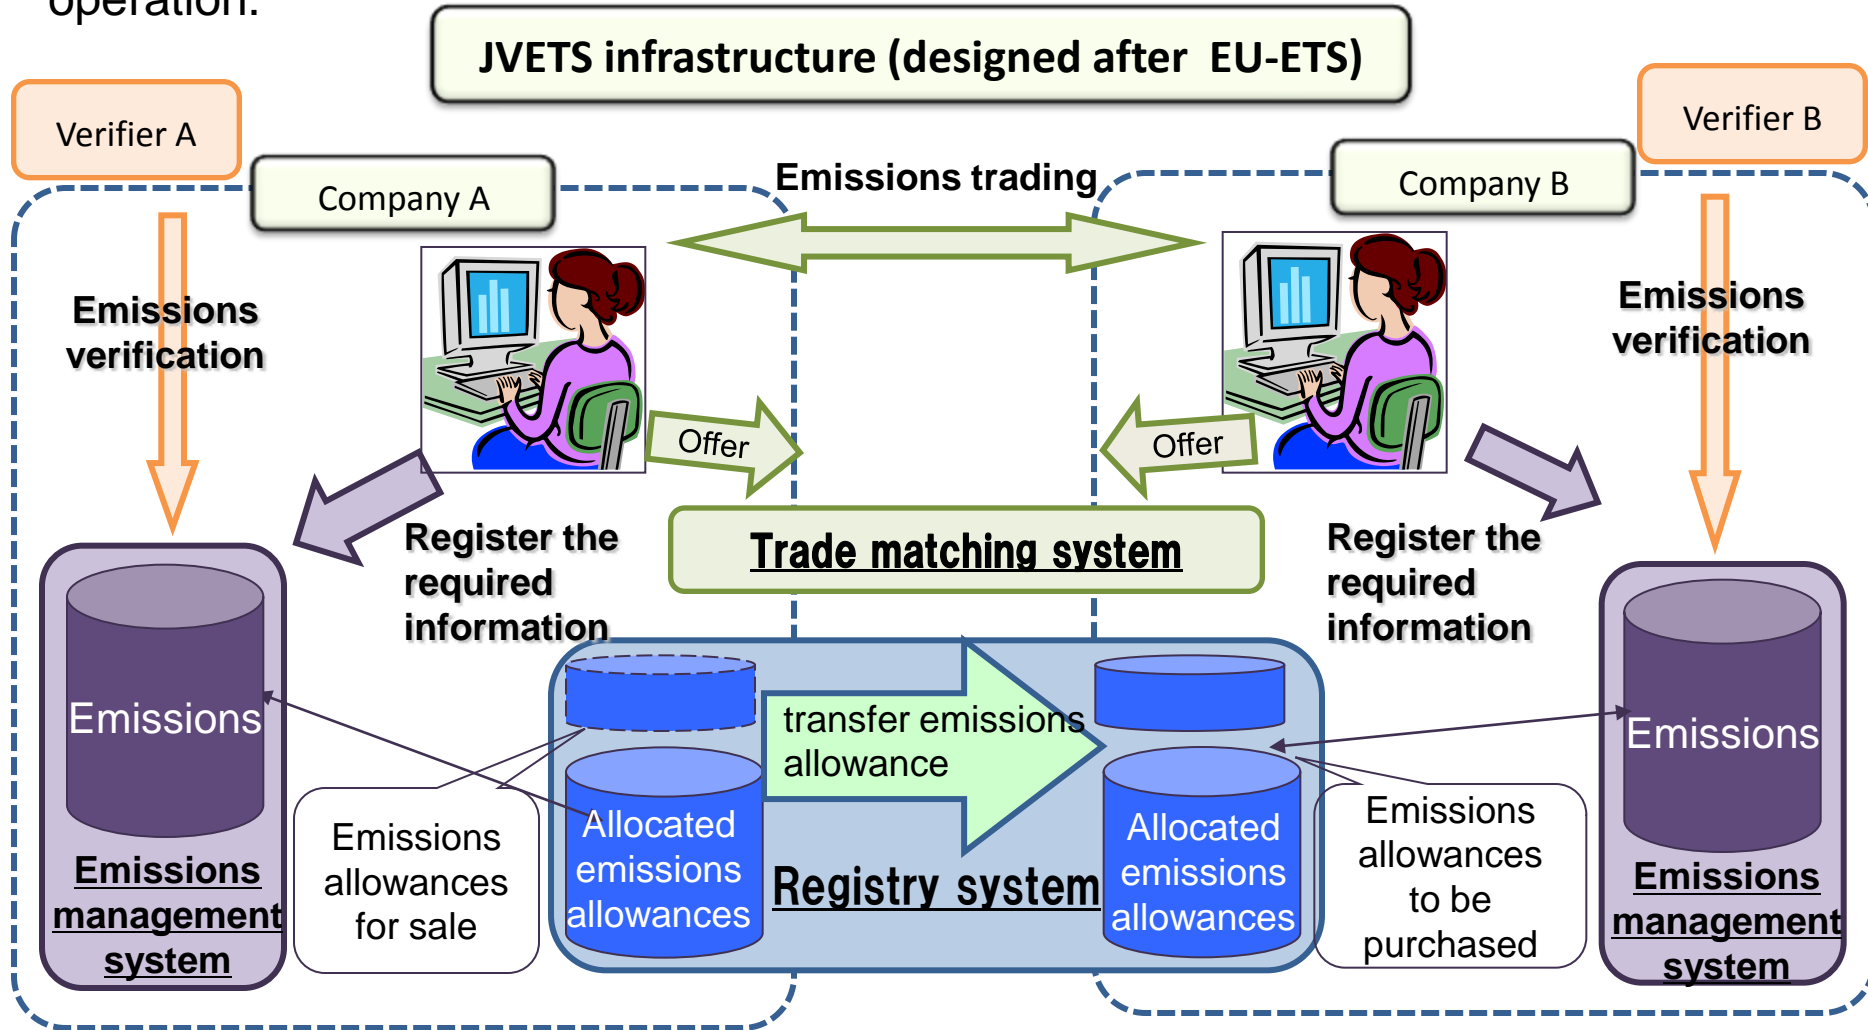 operation.
JVETS infrastructure (designed after EU-ETS)
Verifier A
Verifier B
Company A
Company B
Emissions trading
Emissions
verification
Emissions
verification
Offer
Offer
Register the
required
information
Trade matching system
Register the
required
information
Emissions
Emissions
management
system
transfer emissions
allowance
Emissions
allowances
for sale
Allocated
emissions
allowances
Registry system
Allocated
emissions
allowances
Emissions
allowances
to be
purchased
Emissions
Emissions
management
system